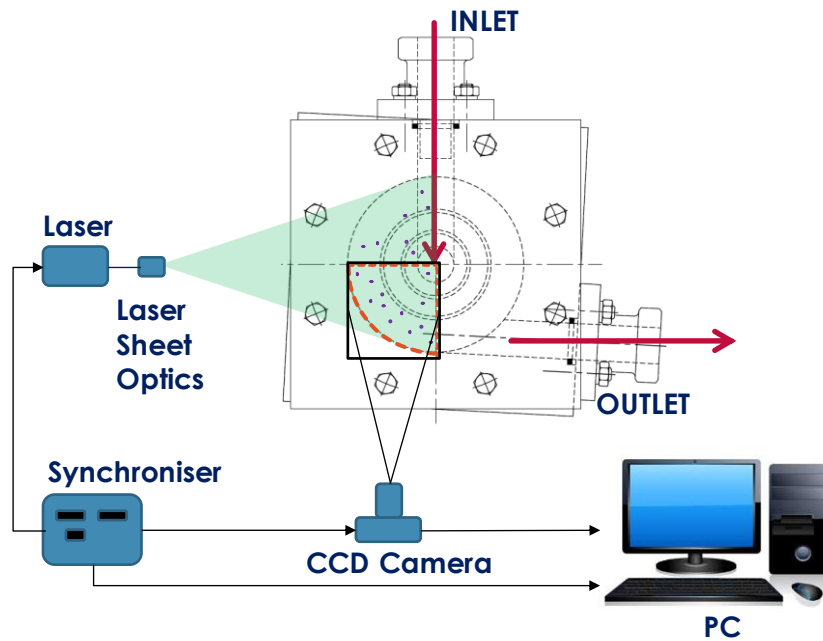 INLET
Laser
Laser
Sheet
Optics
OUTLET
Synchroniser
CCD Camera
PC